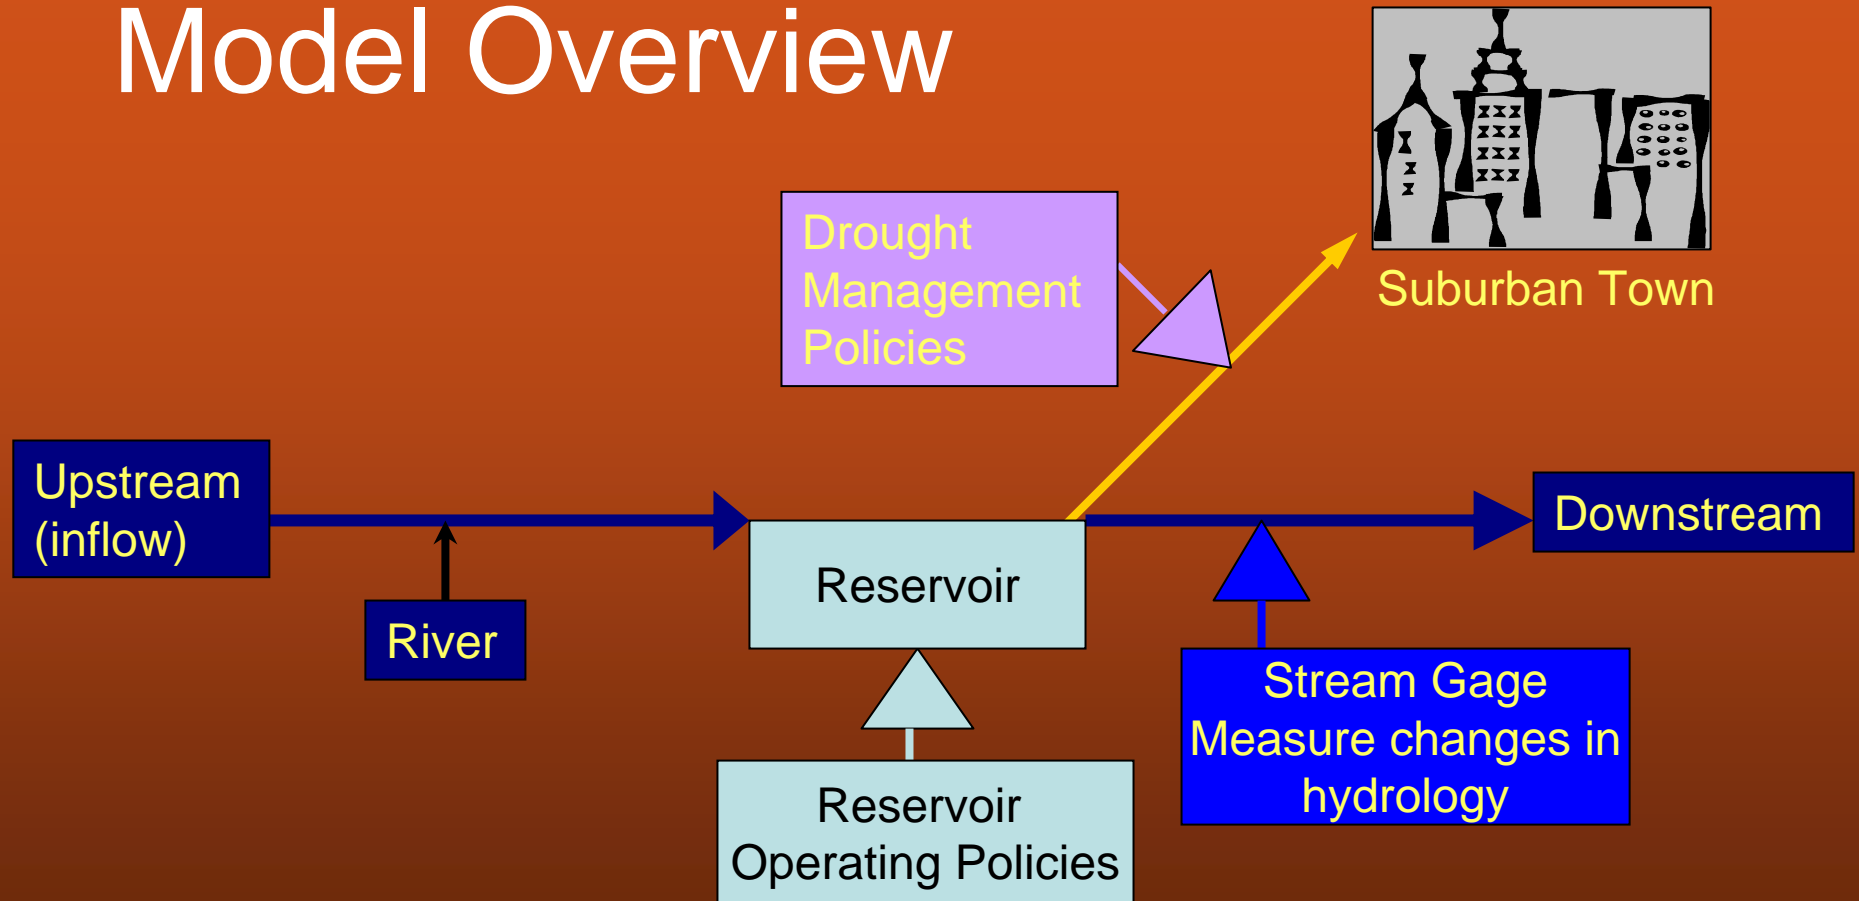 Model Overview
Drought
Management
Policies
Suburban Town
Upstream
(inflow)
River
Reservoir
Downstream
Stream Gage
Measure changes in
hydrology
Reservoir
Operating Policies